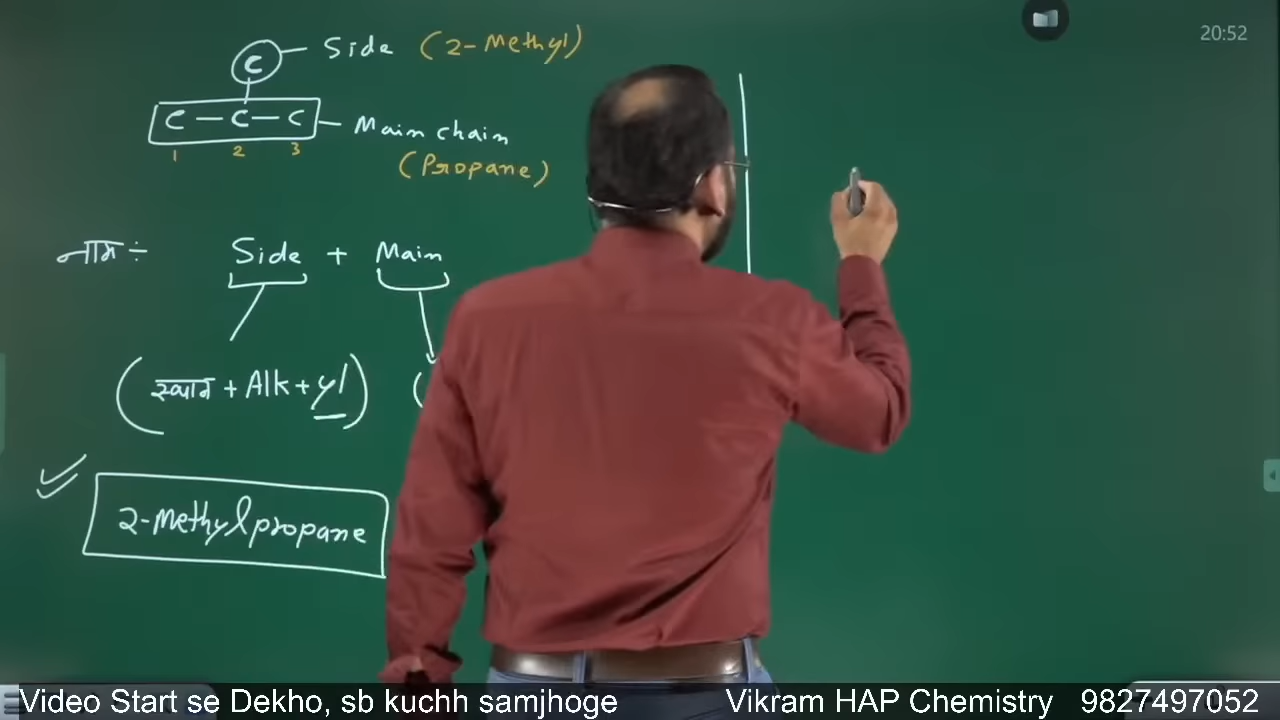 20:52
C — Side (2-Methyl)
C — C — C — Main chain
1 2 3
(Propane)
नाम ÷ Side + Main
(स्थान + Alk + yl) (
2-Methylpropane
Video Start se Dekho, sb kuchh samjhoge Vikram HAP Chemistry 9827497052